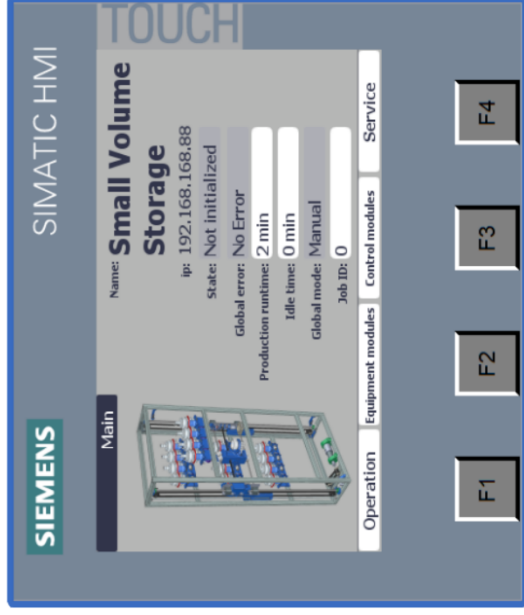 SIEMENS
SIMATIC HMI
TOUCH
Main
Name: Small Volume
Storage
ip: 192.168.168.88
State: Not initialized
Global error: No Error
Production runtime: 2 min
Idle time: 0 min
Global mode: Manual
Job ID: 0
Operation
Equipment modules
Control modules
Service
F1
F2
F3
F4